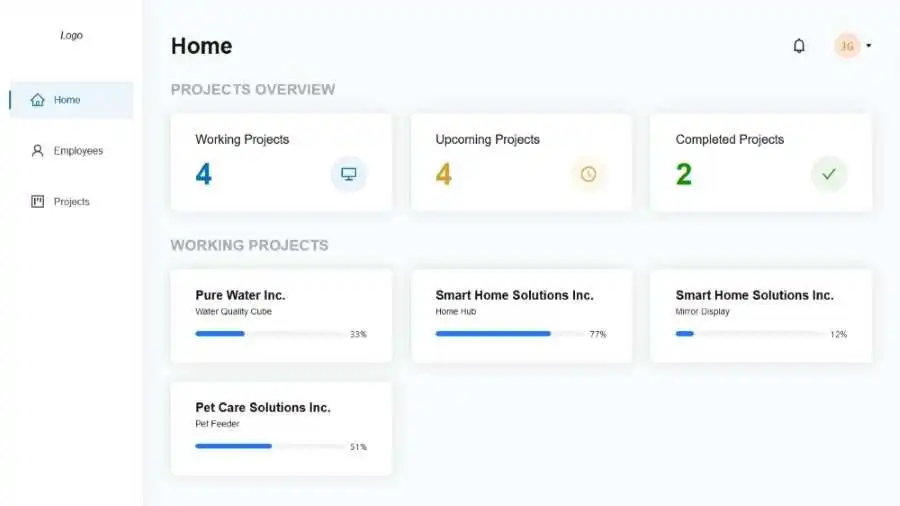 Logo
Home
Employees
Projects
Home
JG
PROJECTS OVERVIEW
Working Projects
4
Upcoming Projects
4
Completed Projects
2
WORKING PROJECTS
Pure Water Inc.
Water Quality Cube
33%
Smart Home Solutions Inc.
Home Hub
77%
Smart Home Solutions Inc.
Mirror Display
12%
Pet Care Solutions Inc.
Pet Feeder
51%